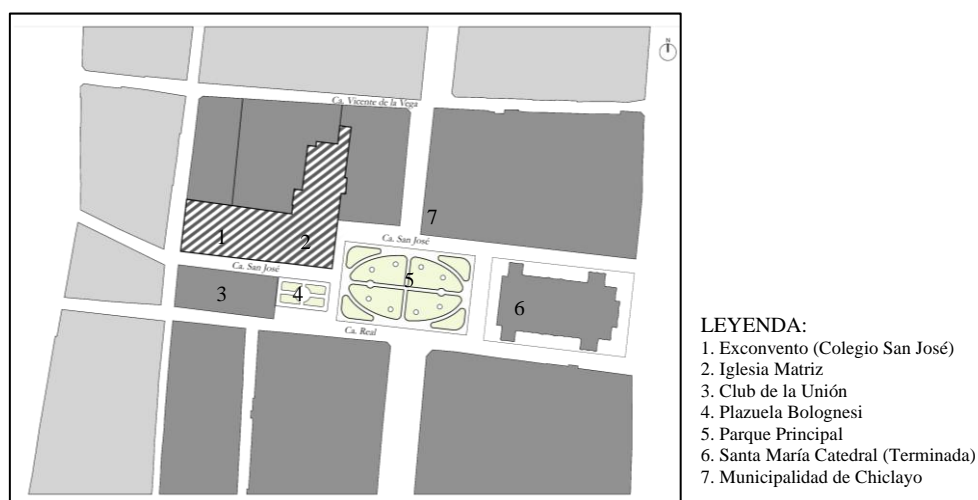 N
Ca. Vicente de la Vega
7
1
2
Ca. San José
Ca. San José
5
3
4
6
Ca. Real
LEYENDA:
1. Exconvento (Colegio San José)
2. Iglesia Matriz
3. Club de la Unión
4. Plazuela Bolognesi
5. Parque Principal
6. Santa María Catedral (Terminada)
7. Municipalidad de Chiclayo